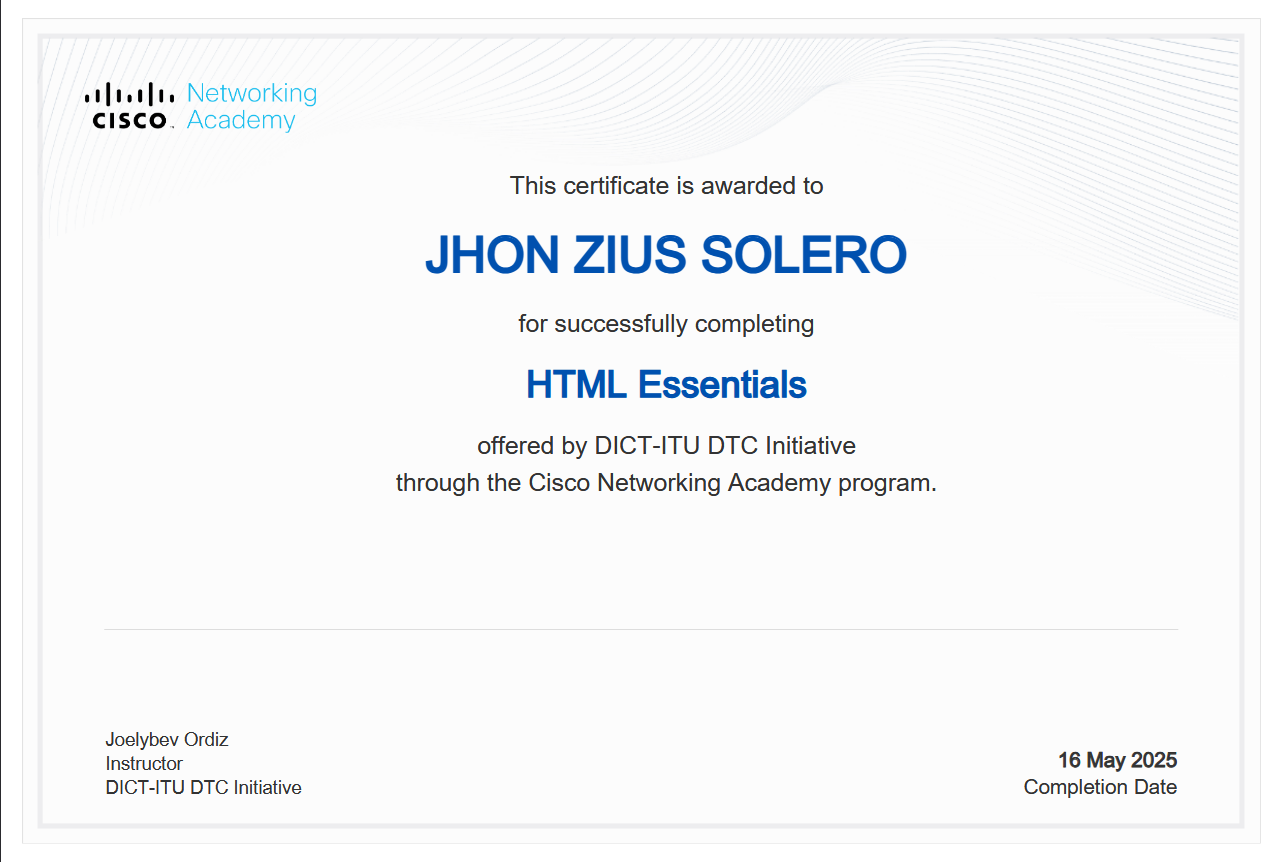 Networking
CISCO Academy
This certificate is awarded to
JHON ZIUS SOLERO
for successfully completing
HTML Essentials
offered by DICT-ITU DTC Initiative
through the Cisco Networking Academy program.
Joelybev Ordiz
Instructor
DICT-ITU DTC Initiative
16 May 2025
Completion Date